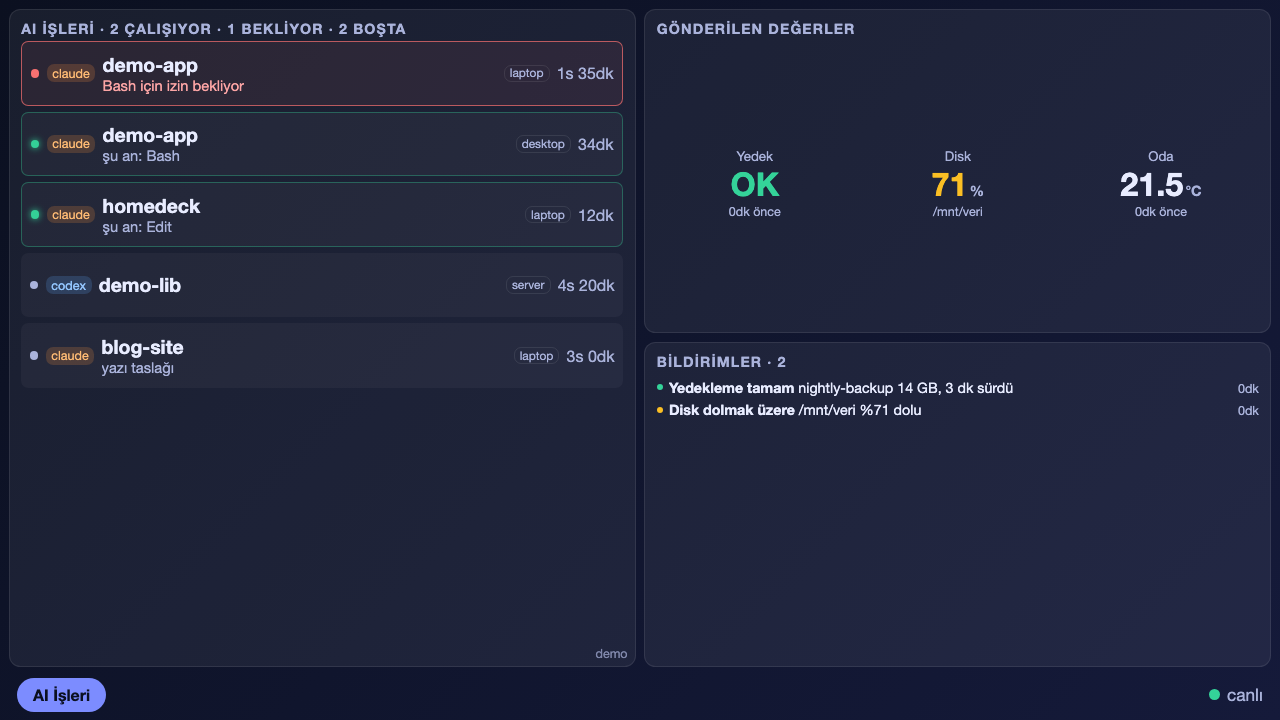 AI İŞLERİ · 2 ÇALIŞIYOR · 1 BEKLİYOR · 2 BOŞTA
claude demo-app laptop 1s 35dk
Bash için izin bekliyor
claude demo-app desktop 34dk
şu an: Bash
claude homedeck laptop 12dk
şu an: Edit
codex demo-lib server 4s 20dk
claude blog-site laptop 3s 0dk
yazı taslağı
demo
GÖNDERİLEN DEĞERLER
Yedek Disk Oda
OK 71 % 21.5 °C
0dk önce /mnt/veri 0dk önce
BİLDİRİMLER · 2
Yedekleme tamam nightly-backup 14 GB, 3 dk sürdü 0dk
Disk dolmak üzere /mnt/veri %71 dolu 0dk
AI İşleri
canlı